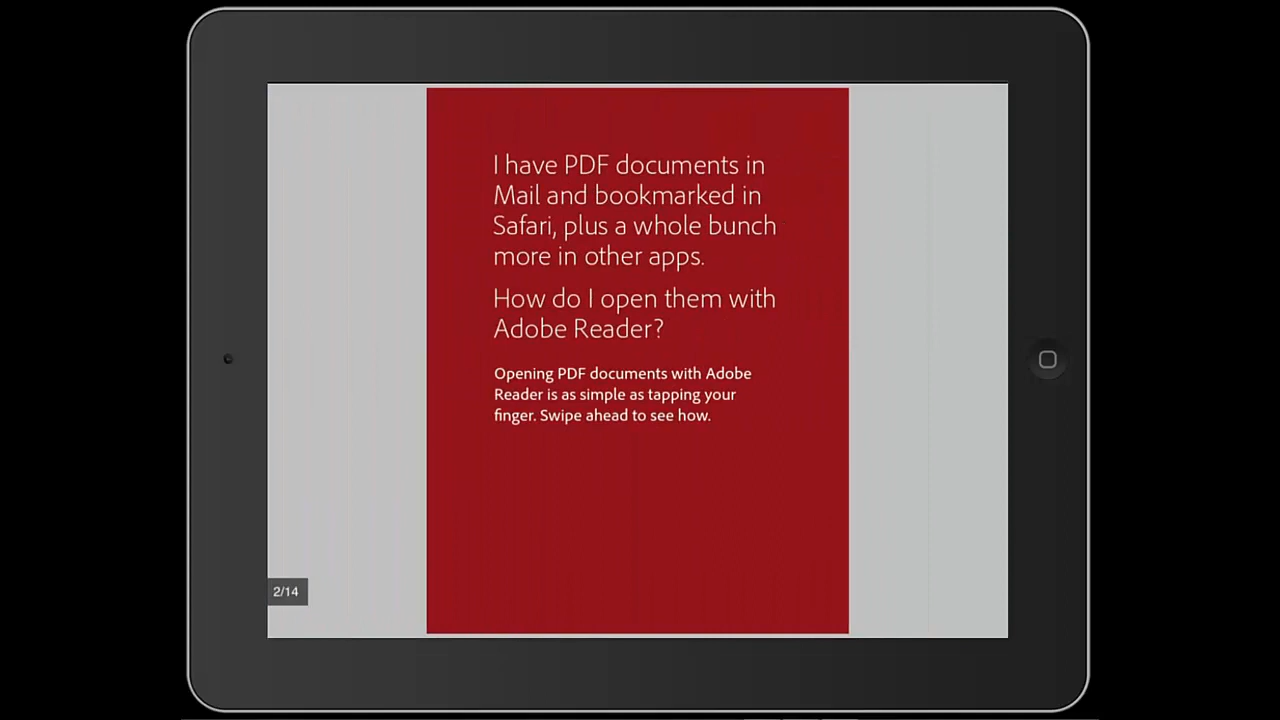 I have PDF documents in
Mail and bookmarked in
Safari, plus a whole bunch
more in other apps.
How do I open them with
Adobe Reader?
Opening PDF documents with Adobe
Reader is as simple as tapping your
finger. Swipe ahead to see how.
2/14